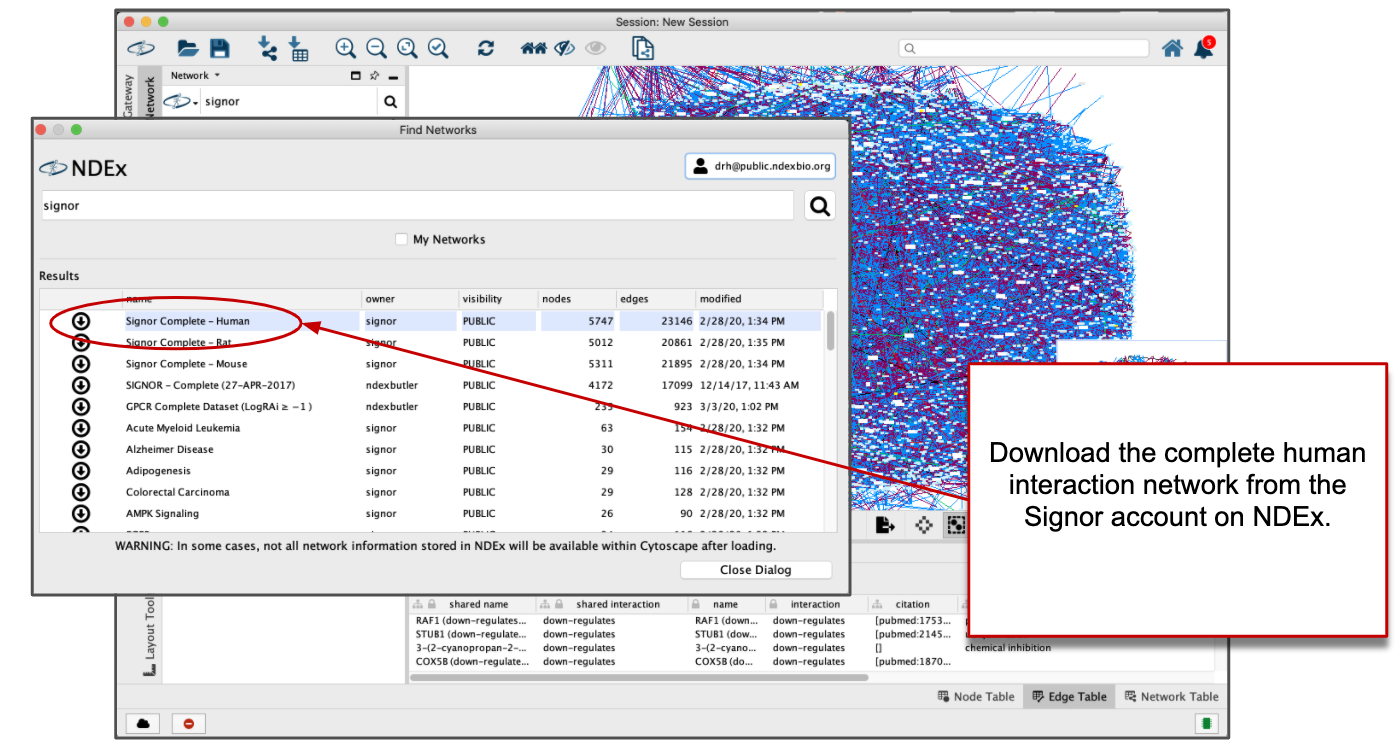 Session: New Session
5
Gateway
Network
Network
signor
Find Networks
NDEx
drh@public.ndexbio.org
signor
My Networks
Results
name owner visibility nodes edges modified
Signor Complete – Human signor PUBLIC 5747 23146 2/28/20, 1:34 PM
Signor Complete – Rat signor PUBLIC 5012 20861 2/28/20, 1:35 PM
Signor Complete – Mouse signor PUBLIC 5311 21895 2/28/20, 1:34 PM
SIGNOR – Complete (27-APR-2017) ndexbutler PUBLIC 4172 17099 12/14/17, 11:43 AM
GPCR Complete Dataset (LogRAi ≥ −1 ) ndexbutler PUBLIC 923 3/3/20, 1:02 PM
Acute Myeloid Leukemia signor PUBLIC 63 154 2/28/20, 1:32 PM
Alzheimer Disease signor PUBLIC 30 115 2/28/20, 1:32 PM
Adipogenesis signor PUBLIC 29 116 2/28/20, 1:32 PM
Colorectal Carcinoma signor PUBLIC 29 128 2/28/20, 1:32 PM
AMPK Signaling signor PUBLIC 26 90 2/28/20, 1:32 PM
WARNING: In some cases, not all network information stored in NDEx will be available within Cytoscape after loading.
Close Dialog
Download the complete human
interaction network from the
Signor account on NDEx.
Layout Tool
shared name shared interaction name interaction citation
RAF1 (down-regulates... down-regulates RAF1 (down... down-regulates [pubmed:1753...
STUB1 (down-regulate... down-regulates STUB1 (dow... down-regulates [pubmed:2145...
3-(2-cyanopropan-2-... down-regulates 3-(2-cyano... down-regulates [] chemical inhibition
COX5B (down-regulate... down-regulates COX5B (do... down-regulates [pubmed:1870...
Node Table Edge Table Network Table